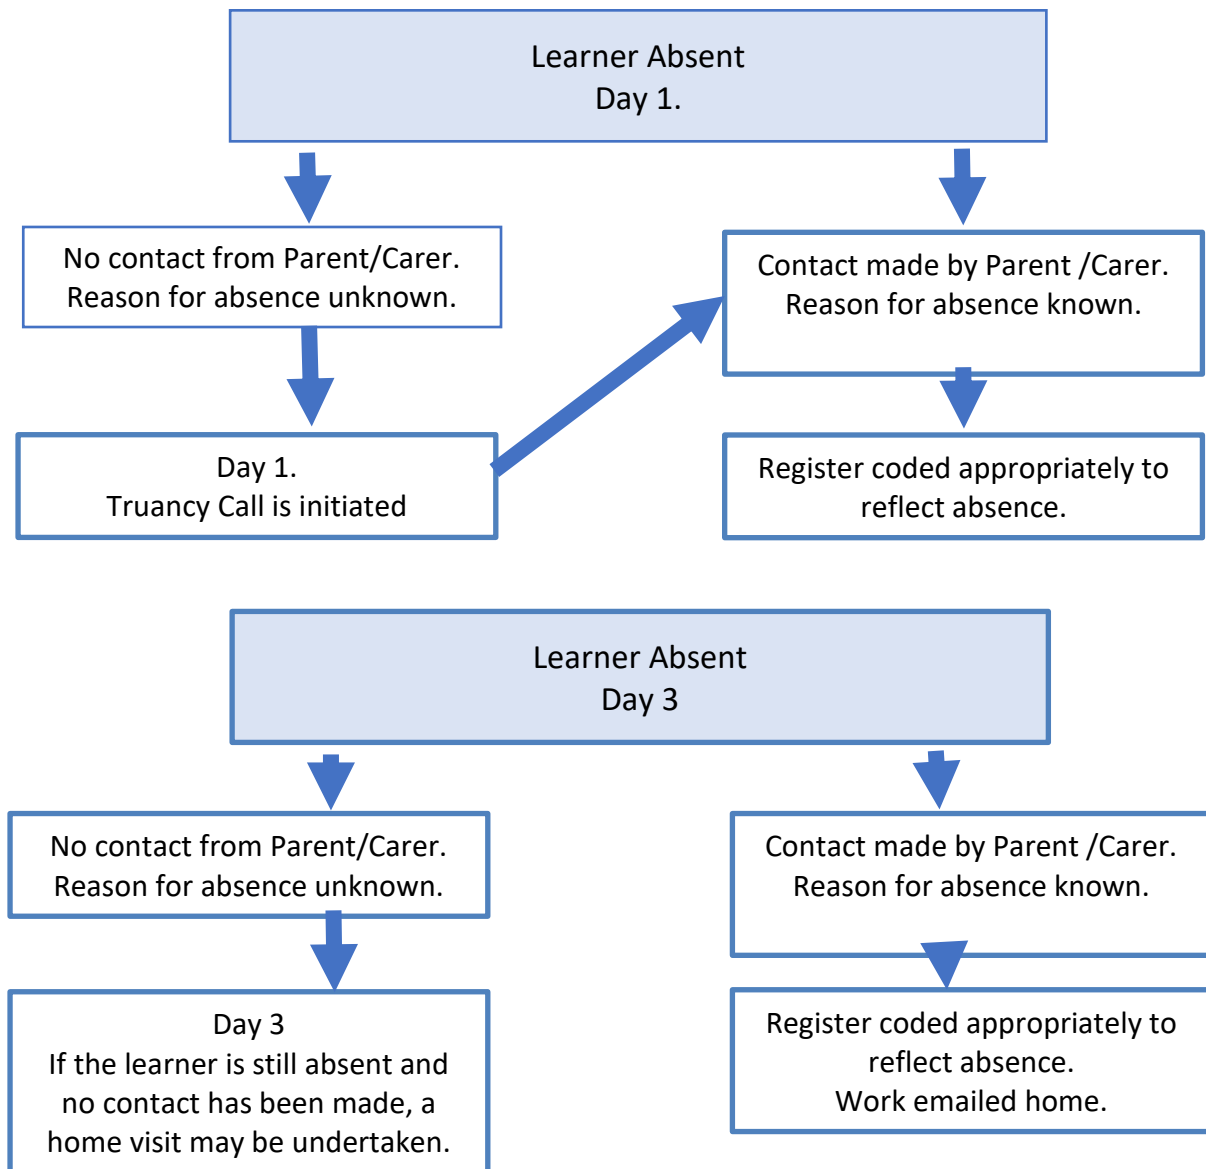 Learner Absent
Day 1.
No contact from Parent/Carer.
Reason for absence unknown.
Contact made by Parent /Carer.
Reason for absence known.
Day 1.
Truancy Call is initiated
Register coded appropriately to
reflect absence.
Learner Absent
Day 3
No contact from Parent/Carer.
Reason for absence unknown.
Contact made by Parent /Carer.
Reason for absence known.
Day 3
If the learner is still absent and
no contact has been made, a
home visit may be undertaken.
Register coded appropriately to
reflect absence.
Work emailed home.